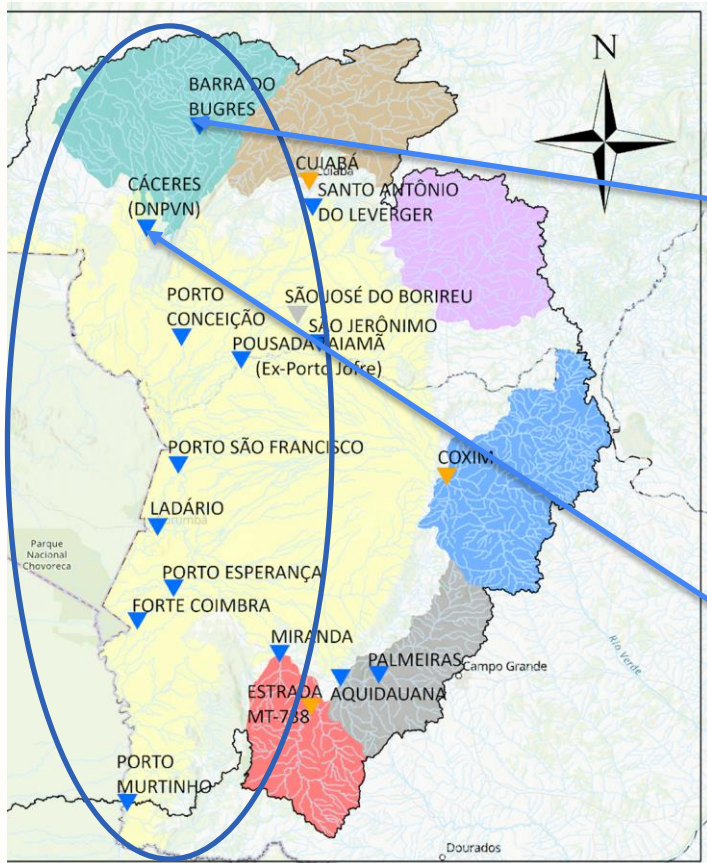 N
BARRA DO
BUGRES
CUIABÁ
Cuiabá
CÁCERES
(DNPVN)
SANTO ANTÔNIO
DO LEVERGER
PORTO
CONCEIÇÃO
SÃO JOSÉ DO BORIREU
SÃO JERÔNIMO
POUSADA TAIAMÃ
(Ex-Porto Jofre)
PORTO SÃO FRANCISCO
COXIM
LADÁRIO
Parque
Nacional
Chovoreca
PORTO ESPERANÇA
FORTE COIMBRA
MIRANDA
PALMEIRAS
Campo Grande
Rio Verde
ESTRADA
MT-738
AQUIDAUANA
PORTO
MURTINHO
Dourados